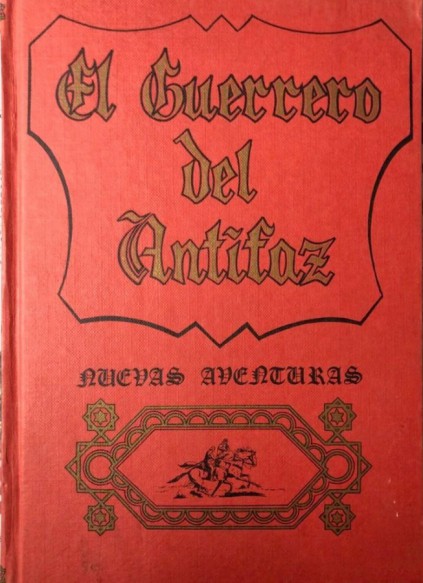 El Guerrero
del
Antifaz
NUEVAS AVENTURAS